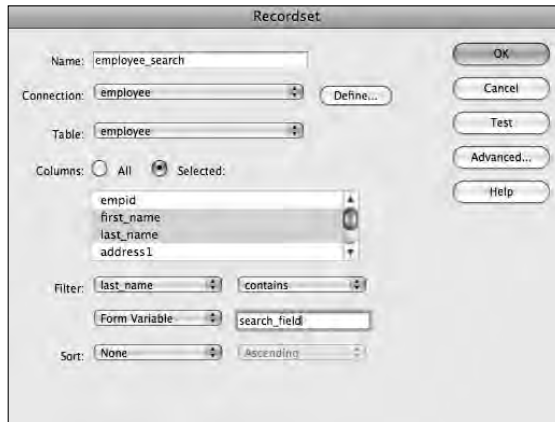 Recordset
Name: employee_search
OK
Connection: employee Define...
Cancel
Table: employee
Test
Columns: All Selected:
Advanced...
empid
Help
first_name
last_name
address1
Filter: last_name contains
Form Variable search_field
Sort: None Ascending